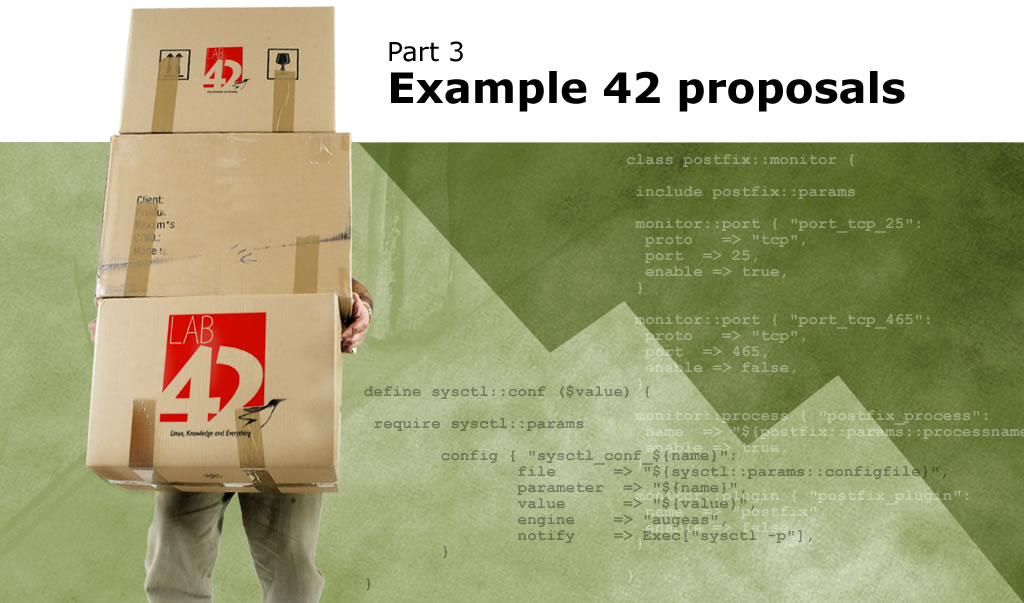 Part 3
Example 42 proposals
LAB
42
Client:
LAB
42
Linux, Knowledge and Everything
class postfix::monitor {
include postfix::params
monitor::port { "port_tcp_25":
proto => "tcp",
port => 25,
enable => true,
}
monitor::port { "port_tcp_465":
proto => "tcp",
port => 465,
enable => false,
}
monitor::process { "postfix_process":
name => "${postfix::params::processname
enable => true,
}
monitor::plugin { "postfix_plugin":
name => "postfix",
enable => false,
}
}
define sysctl::conf ($value) {
require sysctl::params
config { "sysctl_conf_${name}":
file => "${sysctl::params::configfile}",
parameter => "${name}",
value => "${value}",
engine => "augeas",
notify => Exec["sysctl -p"],
}
}